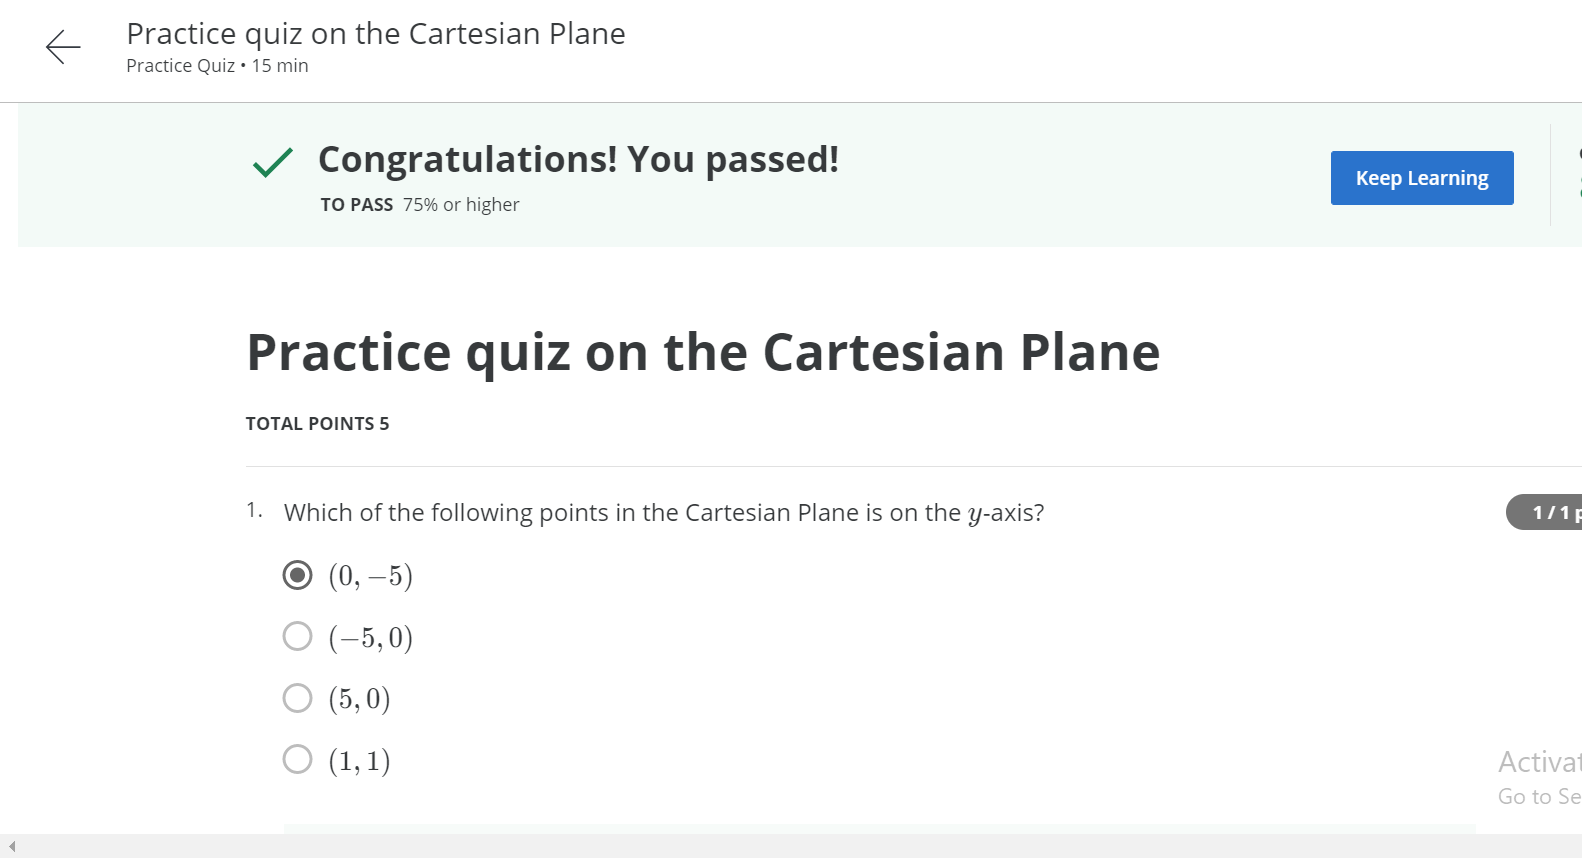 Practice quiz on the Cartesian Plane
Practice Quiz • 15 min
Congratulations! You passed!
TO PASS 75% or higher
Keep Learning
Practice quiz on the Cartesian Plane
TOTAL POINTS 5
1. Which of the following points in the Cartesian Plane is on the y-axis?
1 / 1 p
(0, −5)
(−5, 0)
(5, 0)
(1, 1)
Activat
Go to Se